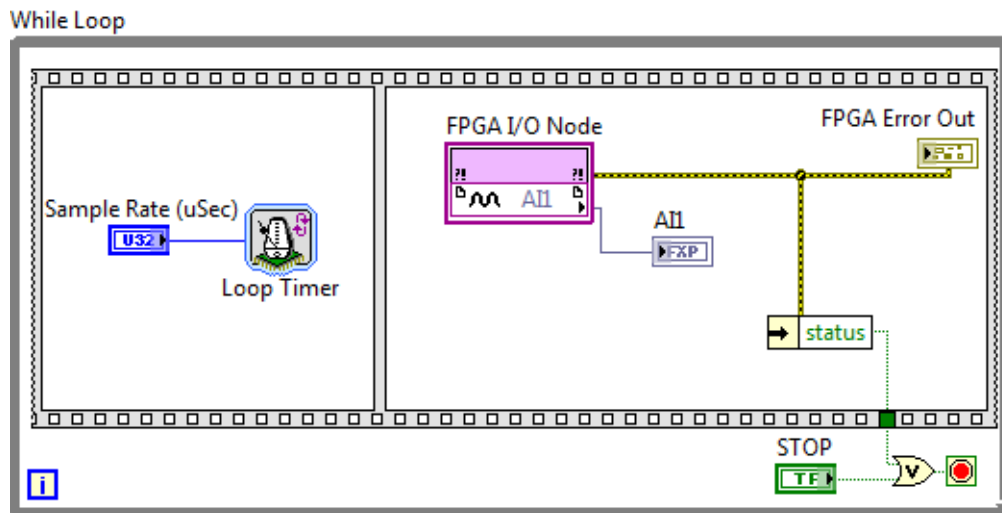 While Loop
FPGA I/O Node
FPGA Error Out
?!
?!
AI1
Sample Rate (uSec)
U32
AI1
FXP
Loop Timer
status
STOP
TF
V
i